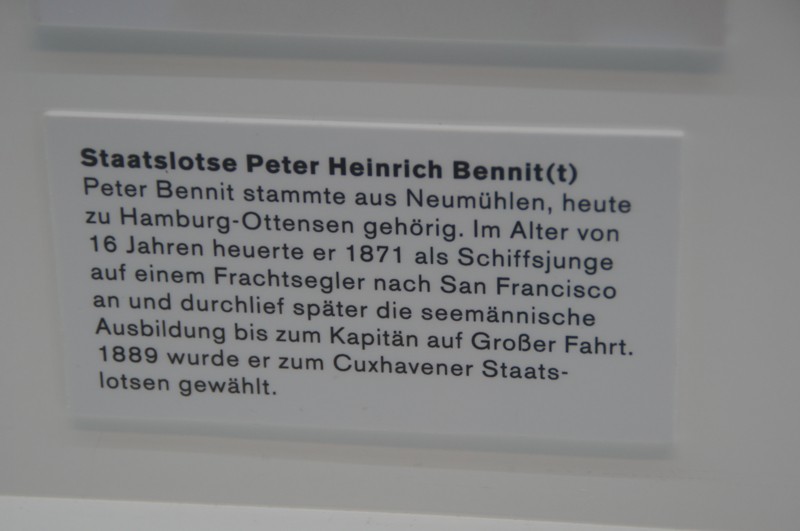 Staatslotse Peter Heinrich Bennit(t)
Peter Bennit stammte aus Neumühlen, heute
zu Hamburg-Ottensen gehörig. Im Alter von
16 Jahren heuerte er 1871 als Schiffsjunge
auf einem Frachtsegler nach San Francisco
an und durchlief später die seemännische
Ausbildung bis zum Kapitän auf Großer Fahrt.
1889 wurde er zum Cuxhavener Staats-
lotsen gewählt.